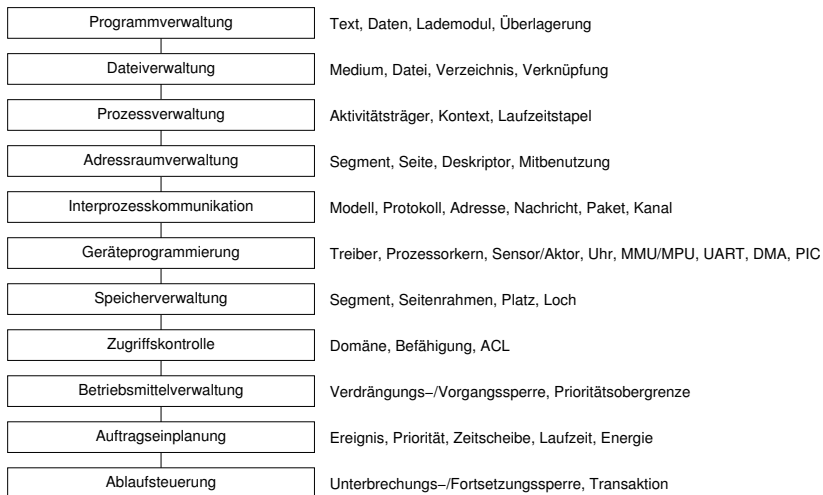 Programmverwaltung Text, Daten, Lademodul, Überlagerung
Dateiverwaltung Medium, Datei, Verzeichnis, Verknüpfung
Prozessverwaltung Aktivitätsträger, Kontext, Laufzeitstapel
Adressraumverwaltung Segment, Seite, Deskriptor, Mitbenutzung
Interprozesskommunikation Modell, Protokoll, Adresse, Nachricht, Paket, Kanal
Geräteprogrammierung Treiber, Prozessorkern, Sensor/Aktor, Uhr, MMU/MPU, UART, DMA, PIC
Speicherverwaltung Segment, Seitenrahmen, Platz, Loch
Zugriffskontrolle Domäne, Befähigung, ACL
Betriebsmittelverwaltung Verdrängungs−/Vorgangssperre, Prioritätsobergrenze
Auftragseinplanung Ereignis, Priorität, Zeitscheibe, Laufzeit, Energie
Ablaufsteuerung Unterbrechungs−/Fortsetzungssperre, Transaktion